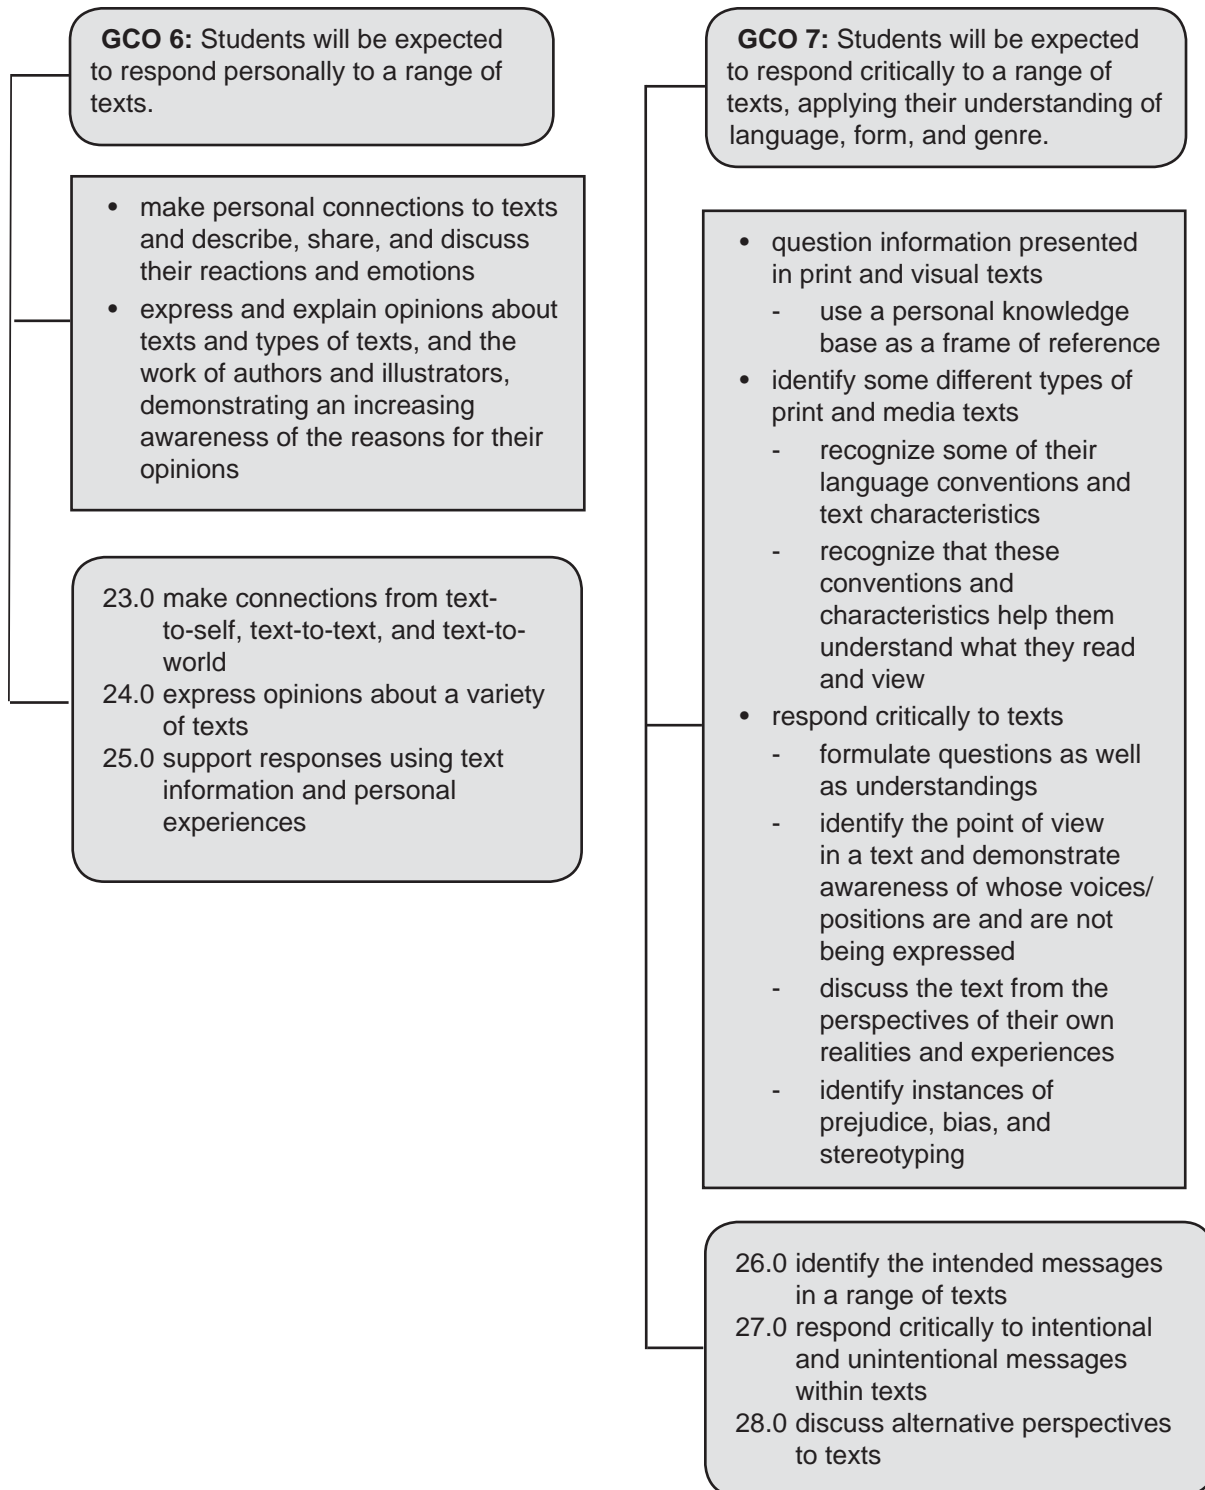 GCO 6: Students will be expected
to respond personally to a range of
texts.
• make personal connections to texts
and describe, share, and discuss
their reactions and emotions
• express and explain opinions about
texts and types of texts, and the
work of authors and illustrators,
demonstrating an increasing
awareness of the reasons for their
opinions
23.0 make connections from text-
to-self, text-to-text, and text-to-
world
24.0 express opinions about a variety
of texts
25.0 support responses using text
information and personal
experiences
GCO 7: Students will be expected
to respond critically to a range of
texts, applying their understanding of
language, form, and genre.
• question information presented
in print and visual texts
- use a personal knowledge
base as a frame of reference
• identify some different types of
print and media texts
- recognize some of their
language conventions and
text characteristics
- recognize that these
conventions and
characteristics help them
understand what they read
and view
• respond critically to texts
- formulate questions as well
as understandings
- identify the point of view
in a text and demonstrate
awareness of whose voices/
positions are and are not
being expressed
- discuss the text from the
perspectives of their own
realities and experiences
- identify instances of
prejudice, bias, and
stereotyping
26.0 identify the intended messages
in a range of texts
27.0 respond critically to intentional
and unintentional messages
within texts
28.0 discuss alternative perspectives
to texts